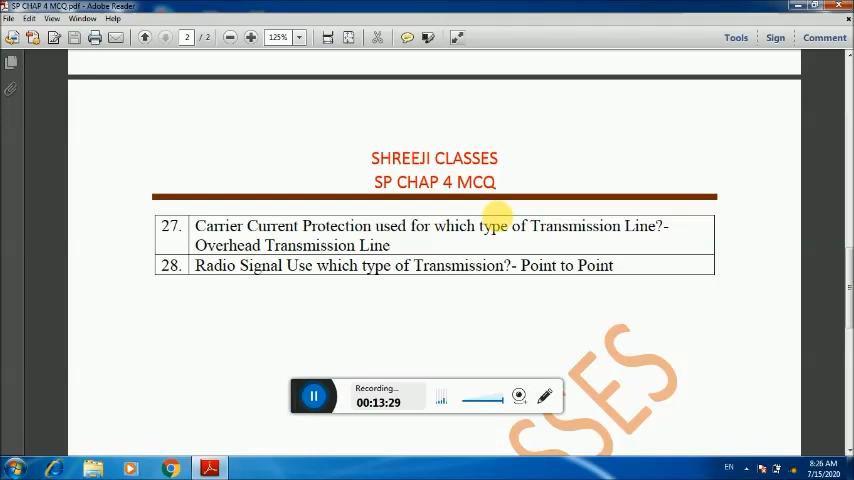 SP CHAP 4 MCQ.pdf - Adobe Reader
File Edit View Window Help
2 / 2 125% Tools Sign Comment
SHREEJI CLASSES
SP CHAP 4 MCQ
27. Carrier Current Protection used for which type of Transmission Line?-
Overhead Transmission Line
28. Radio Signal Use which type of Transmission?- Point to Point
SSES
Recording...
00:13:29
EN 8:26 AM
7/15/2020